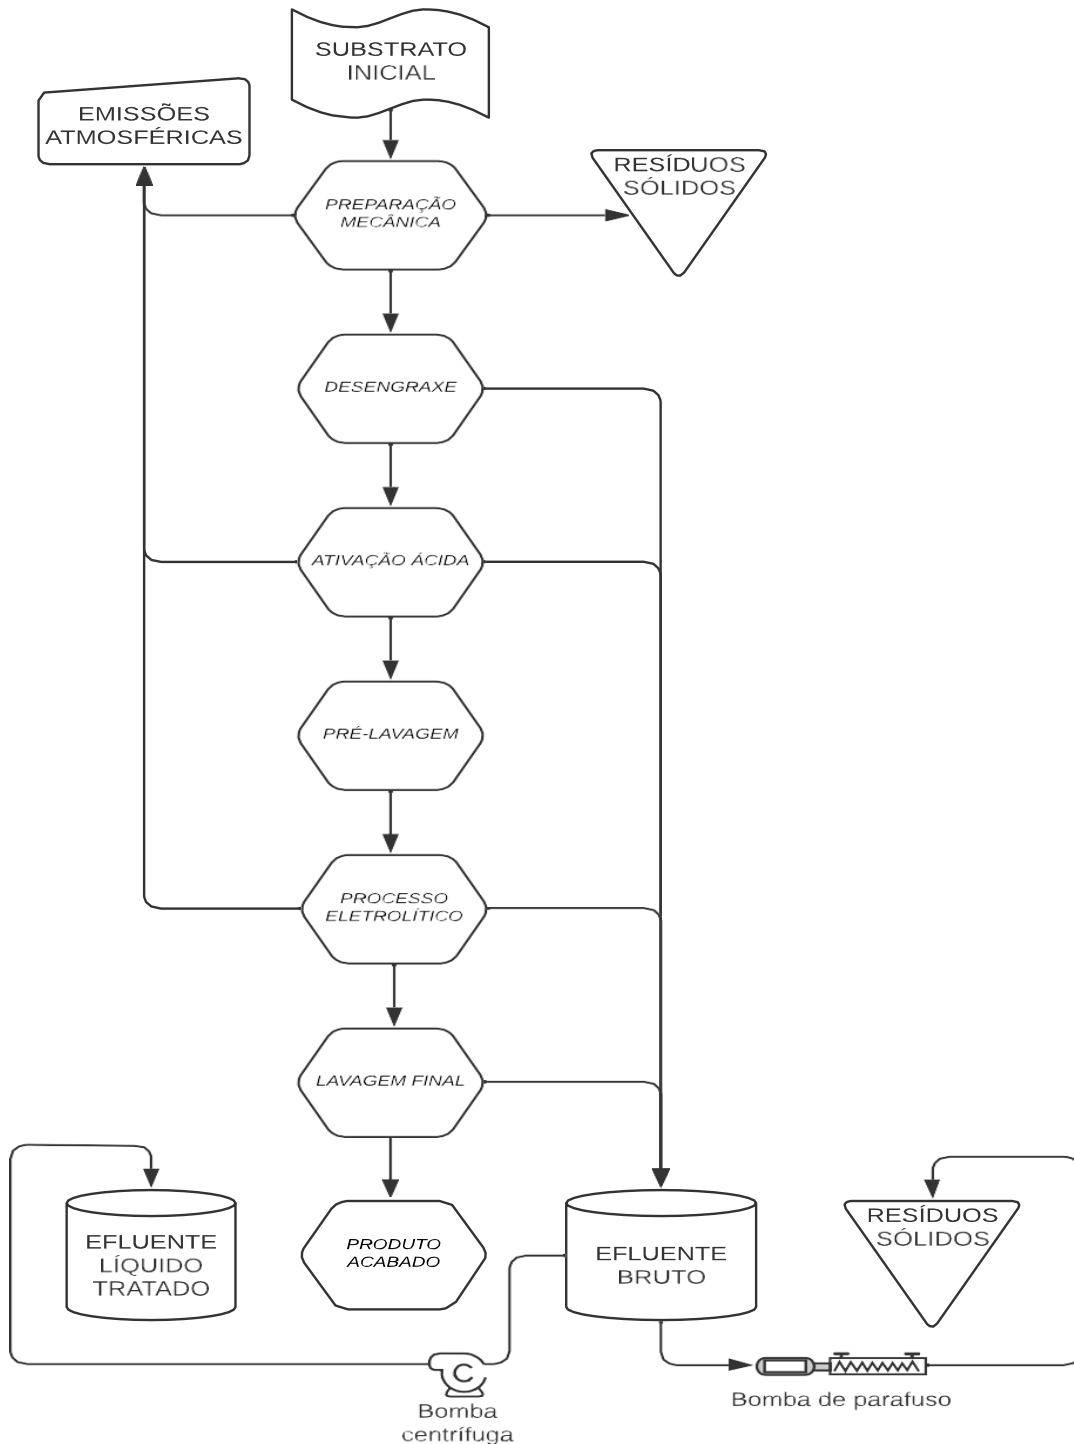 SUBSTRATO
INICIAL
EMISSÕES
ATMOSFÉRICAS
RESÍDUOS
SÓLIDOS
PREPARAÇÃO
MECÂNICA
DESENGRAXE
ATIVAÇÃO ÁCIDA
PRÉ-LAVAGEM
PROCESSO
ELETROLÍTICO
LAVAGEM FINAL
EFLUENTE
LÍQUIDO
TRATADO
PRODUTO
ACABADO
EFLUENTE
BRUTO
RESÍDUOS
SÓLIDOS
C
Bomba
centrífuga
Bomba de parafuso